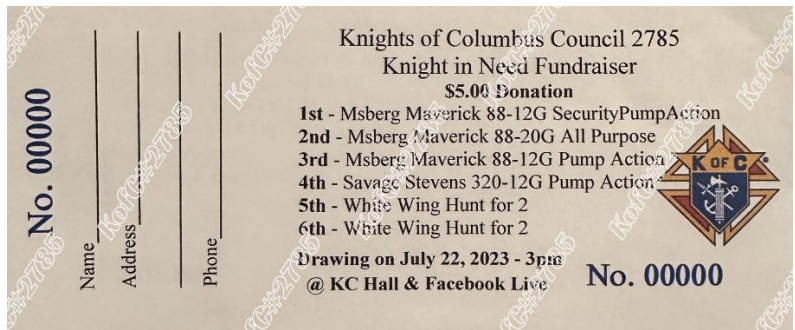 No. 00000
Name
Address
Phone
Knights of Columbus Council 2785
Knight in Need Fundraiser
$5.00 Donation
1st - Msberg Maverick 88-12G SecurityPumpAction
2nd - Msberg Maverick 88-20G All Purpose
3rd - Msberg Maverick 88-12G Pump Action
4th - Savage Stevens 320-12G Pump Action
5th - White Wing Hunt for 2
6th - White Wing Hunt for 2
Drawing on July 22, 2023 - 3pm
@ KC Hall & Facebook Live
No. 00000
K OF C
KofC#2785